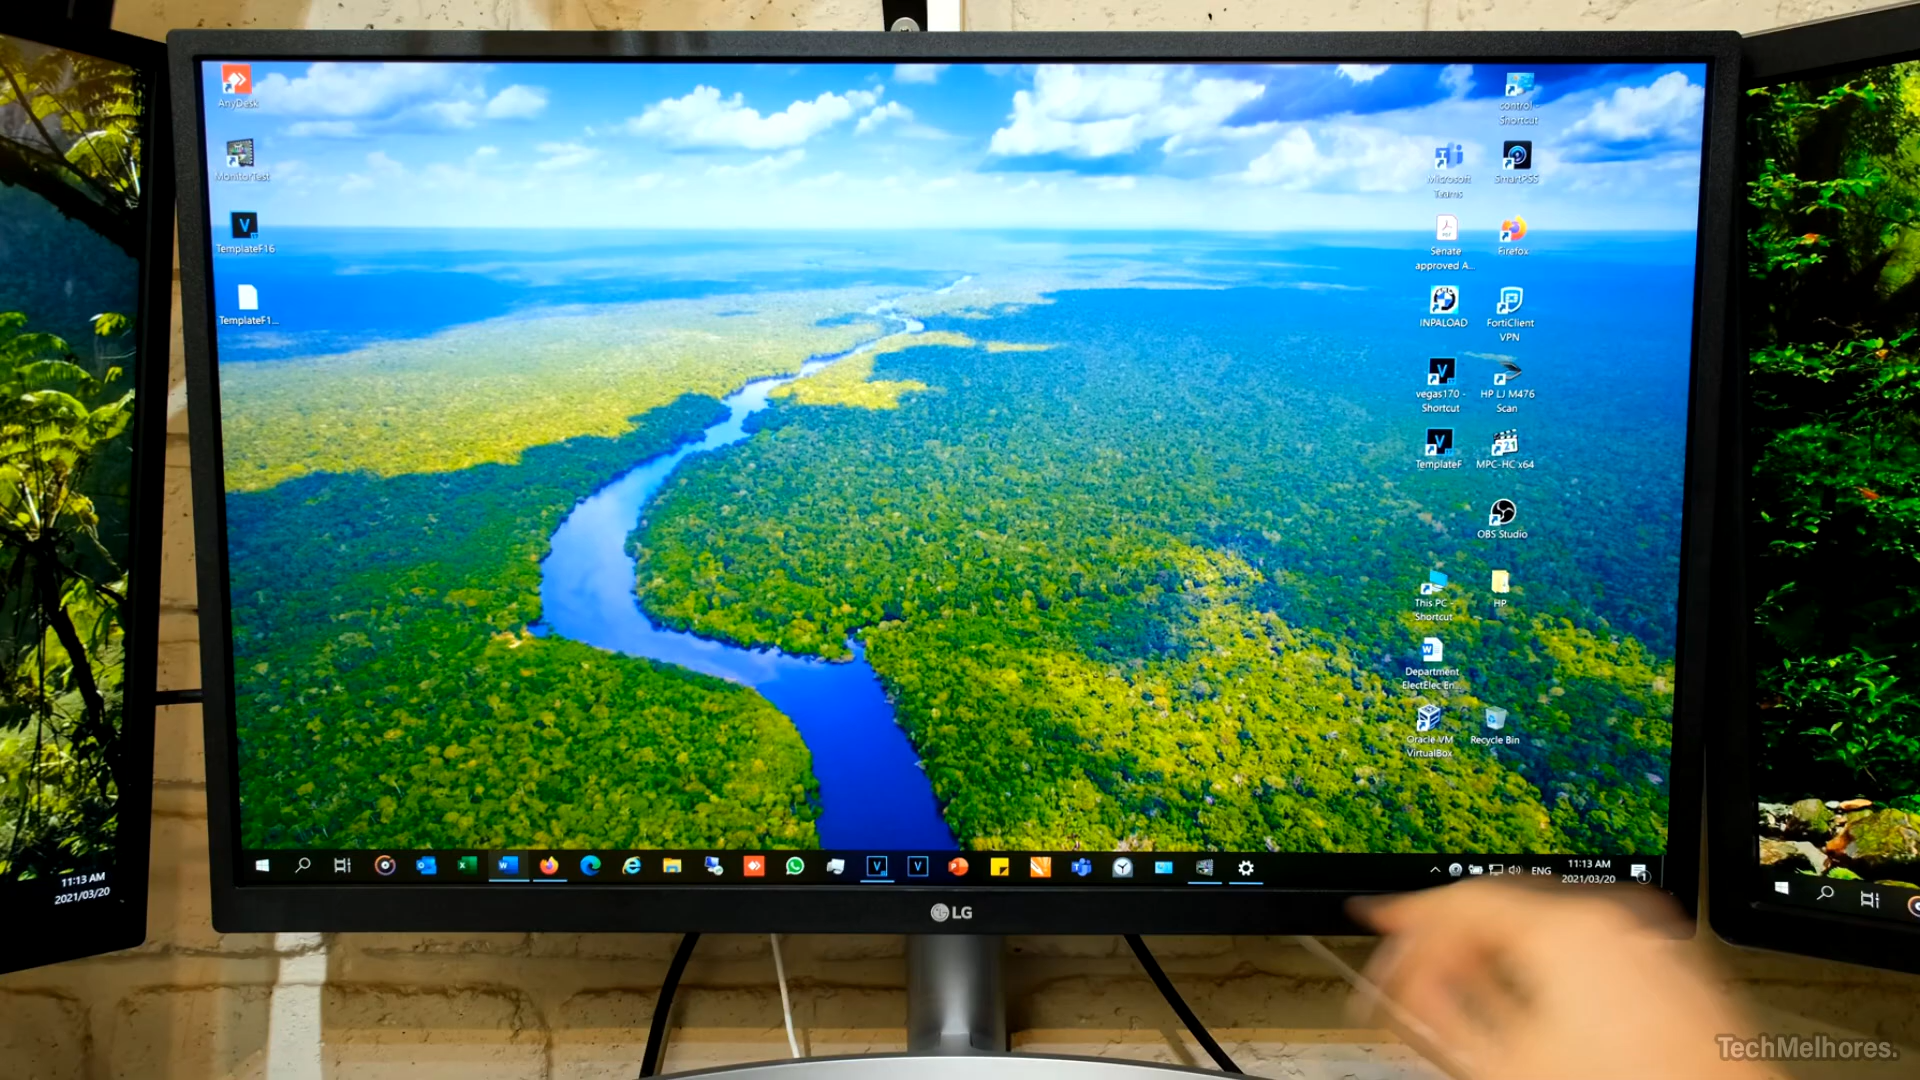 AnyDesk
MonitorTest
TemplateF16
TemplateF1...
control -
Shortcut
Microsoft
Teams
SmartPSS
Senate
approved A...
Firefox
INPALOAD
FortiClient
VPN
vegas170 -
Shortcut
HP LJ M476
Scan
TemplateF
MPC-HC x64
OBS Studio
This PC -
Shortcut
HP
Department
ElectElec En...
Oracle VM
VirtualBox
Recycle Bin
ENG
11:13 AM
2021/03/20
11:13 AM
2021/03/20
LG
TechMelhores.